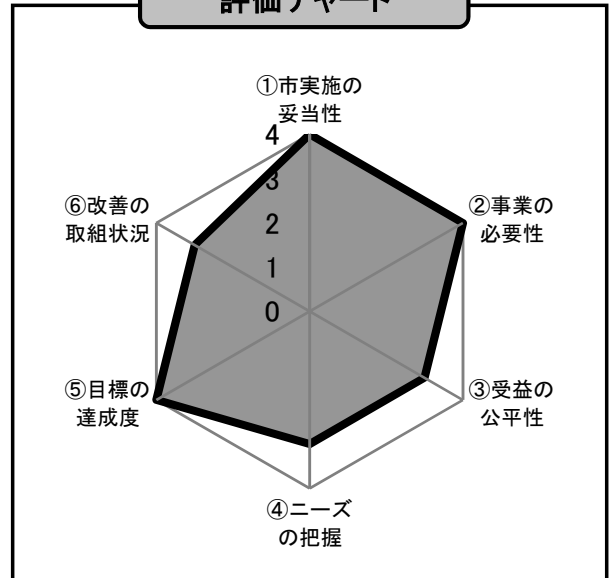 評価チャート
①市実施の
妥当性
4
3
2
1
0
②事業の
必要性
③受益の
公平性
④ニーズ
の把握
⑤目標の
達成度
⑥改善の
取組状況